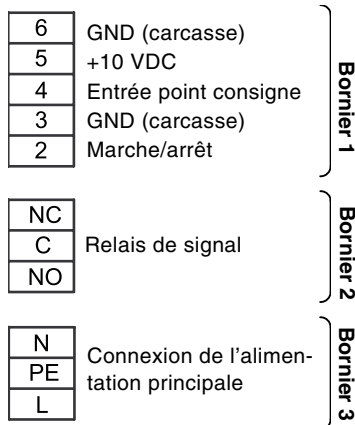 6 GND (carcasse)
5 +10 VDC
4 Entrée point consigne
3 GND (carcasse)
2 Marche/arrêt
Bornier 1
NC
C Relais de signal
NO
Bornier 2
N
PE
L
Connexion de l'alimen-
tation principale
Bornier 3